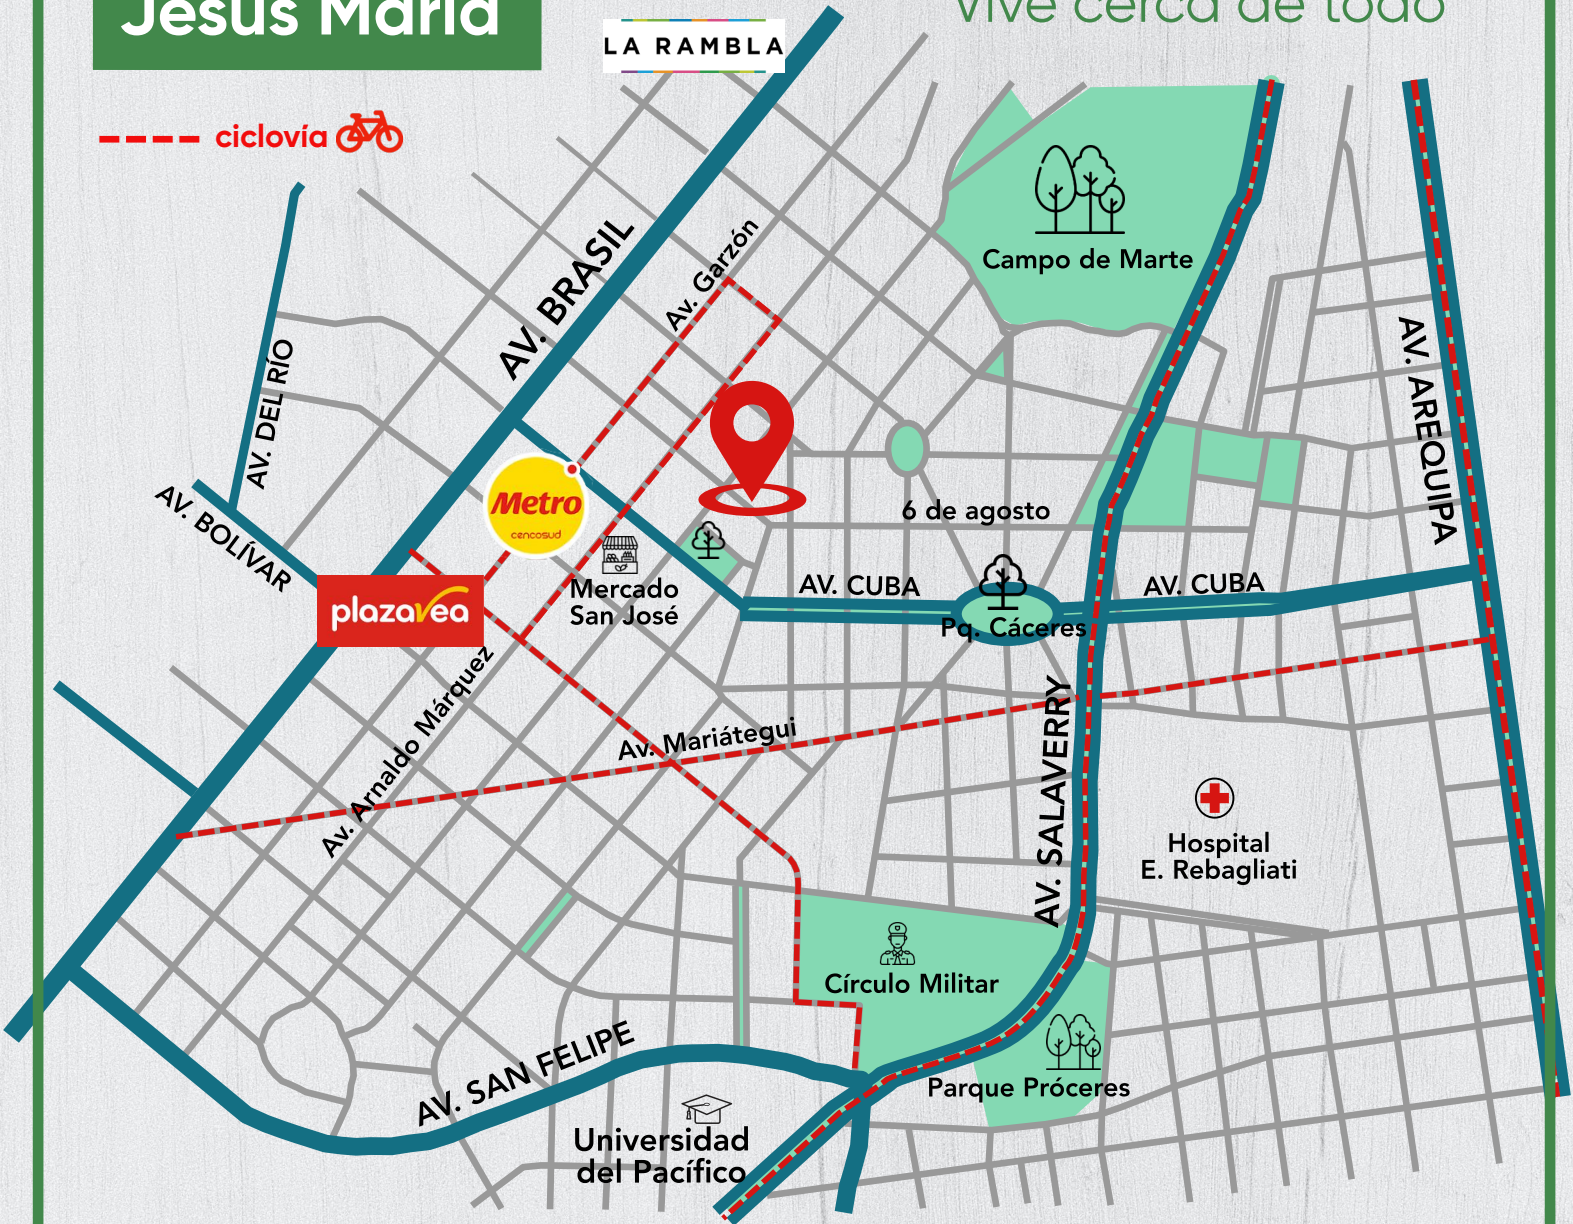 Jesús María
LA RAMBLA
Vive cerca de todo
ciclovía
Campo de Marte
AV. BRASIL
Av. Garzón
AV. DEL RÍO
AV. AREQUIPA
AV. BOLÍVAR
Metro
cencosud
6 de agosto
plazavea
Mercado
San José
AV. CUBA
AV. CUBA
Pq. Cáceres
Av. Arnaldo Márquez
Av. Mariátegui
AV. SALAVERRY
Hospital
E. Rebagliati
Círculo Militar
AV. SAN FELIPE
Parque Próceres
Universidad
del Pacífico